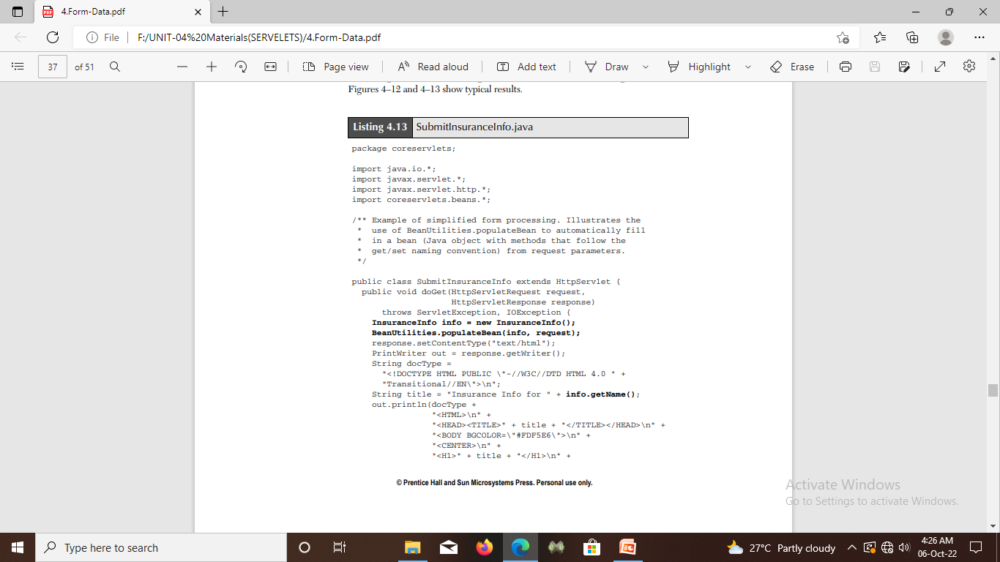 4.Form-Data.pdf
File
F:/UNIT-04%20Materials(SERVELETS)/4.Form-Data.pdf
37 of 51
Page view
Read aloud
Add text
Draw
Highlight
Erase
Figures 4–12 and 4–13 show typical results.
Listing 4.13 SubmitInsuranceInfo.java
package coreservlets;
import java.io.*;
import javax.servlet.*;
import javax.servlet.http.*;
import coreservlets.beans.*;
/** Example of simplified form processing. Illustrates the
* use of BeanUtilities.populateBean to automatically fill
* in a bean (Java object with methods that follow the
* get/set naming convention) from request parameters.
*/
public class SubmitInsuranceInfo extends HttpServlet {
public void doGet(HttpServletRequest request,
HttpServletResponse response)
throws ServletException, IOException {
InsuranceInfo info = new InsuranceInfo();
BeanUtilities.populateBean(info, request);
response.setContentType("text/html");
PrintWriter out = response.getWriter();
String docType =
"<!DOCTYPE HTML PUBLIC \"-//W3C//DTD HTML 4.0 " +
"Transitional//EN\">\n";
String title = "Insurance Info for " + info.getName();
out.println(docType +
"<HTML>\n" +
"<HEAD><TITLE>" + title + "</TITLE></HEAD>\n" +
"<BODY BGCOLOR=\"#FDF5E6\">\n" +
"<CENTER>\n" +
"<H1>" + title + "</H1>\n" +
© Prentice Hall and Sun Microsystems Press. Personal use only.
Activate Windows
Go to Settings to activate Windows.
Type here to search
27°C Partly cloudy
4:26 AM
06-Oct-22